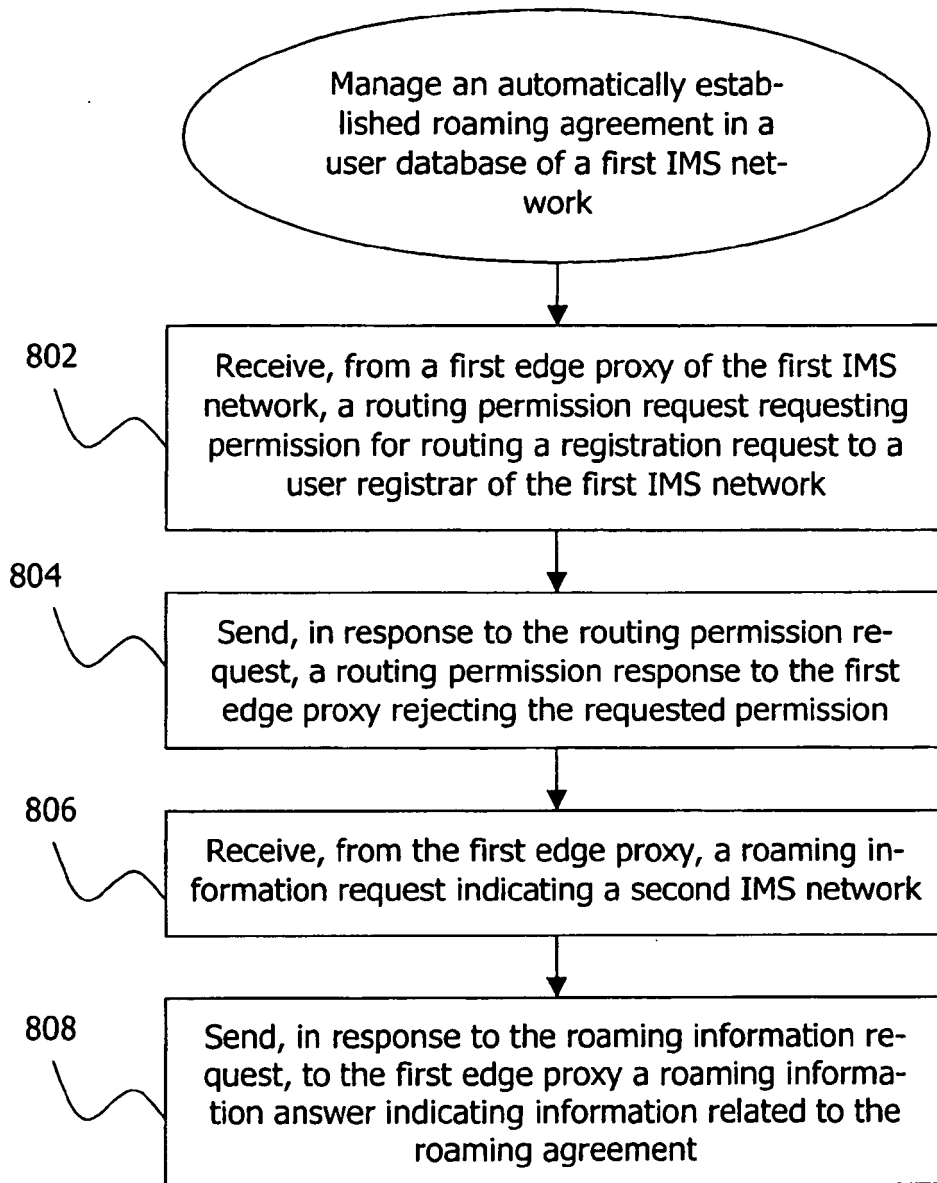 Manage an automatically estab-
lished roaming agreement in a
user database of a first IMS net-
work
802
Receive, from a first edge proxy of the first IMS
network, a routing permission request requesting
permission for routing a registration request to a
user registrar of the first IMS network
804
Send, in response to the routing permission re-
quest, a routing permission response to the first
edge proxy rejecting the requested permission
806
Receive, from the first edge proxy, a roaming in-
formation request indicating a second IMS network
808
Send, in response to the roaming information re-
quest, to the first edge proxy a roaming informa-
tion answer indicating information related to the
roaming agreement